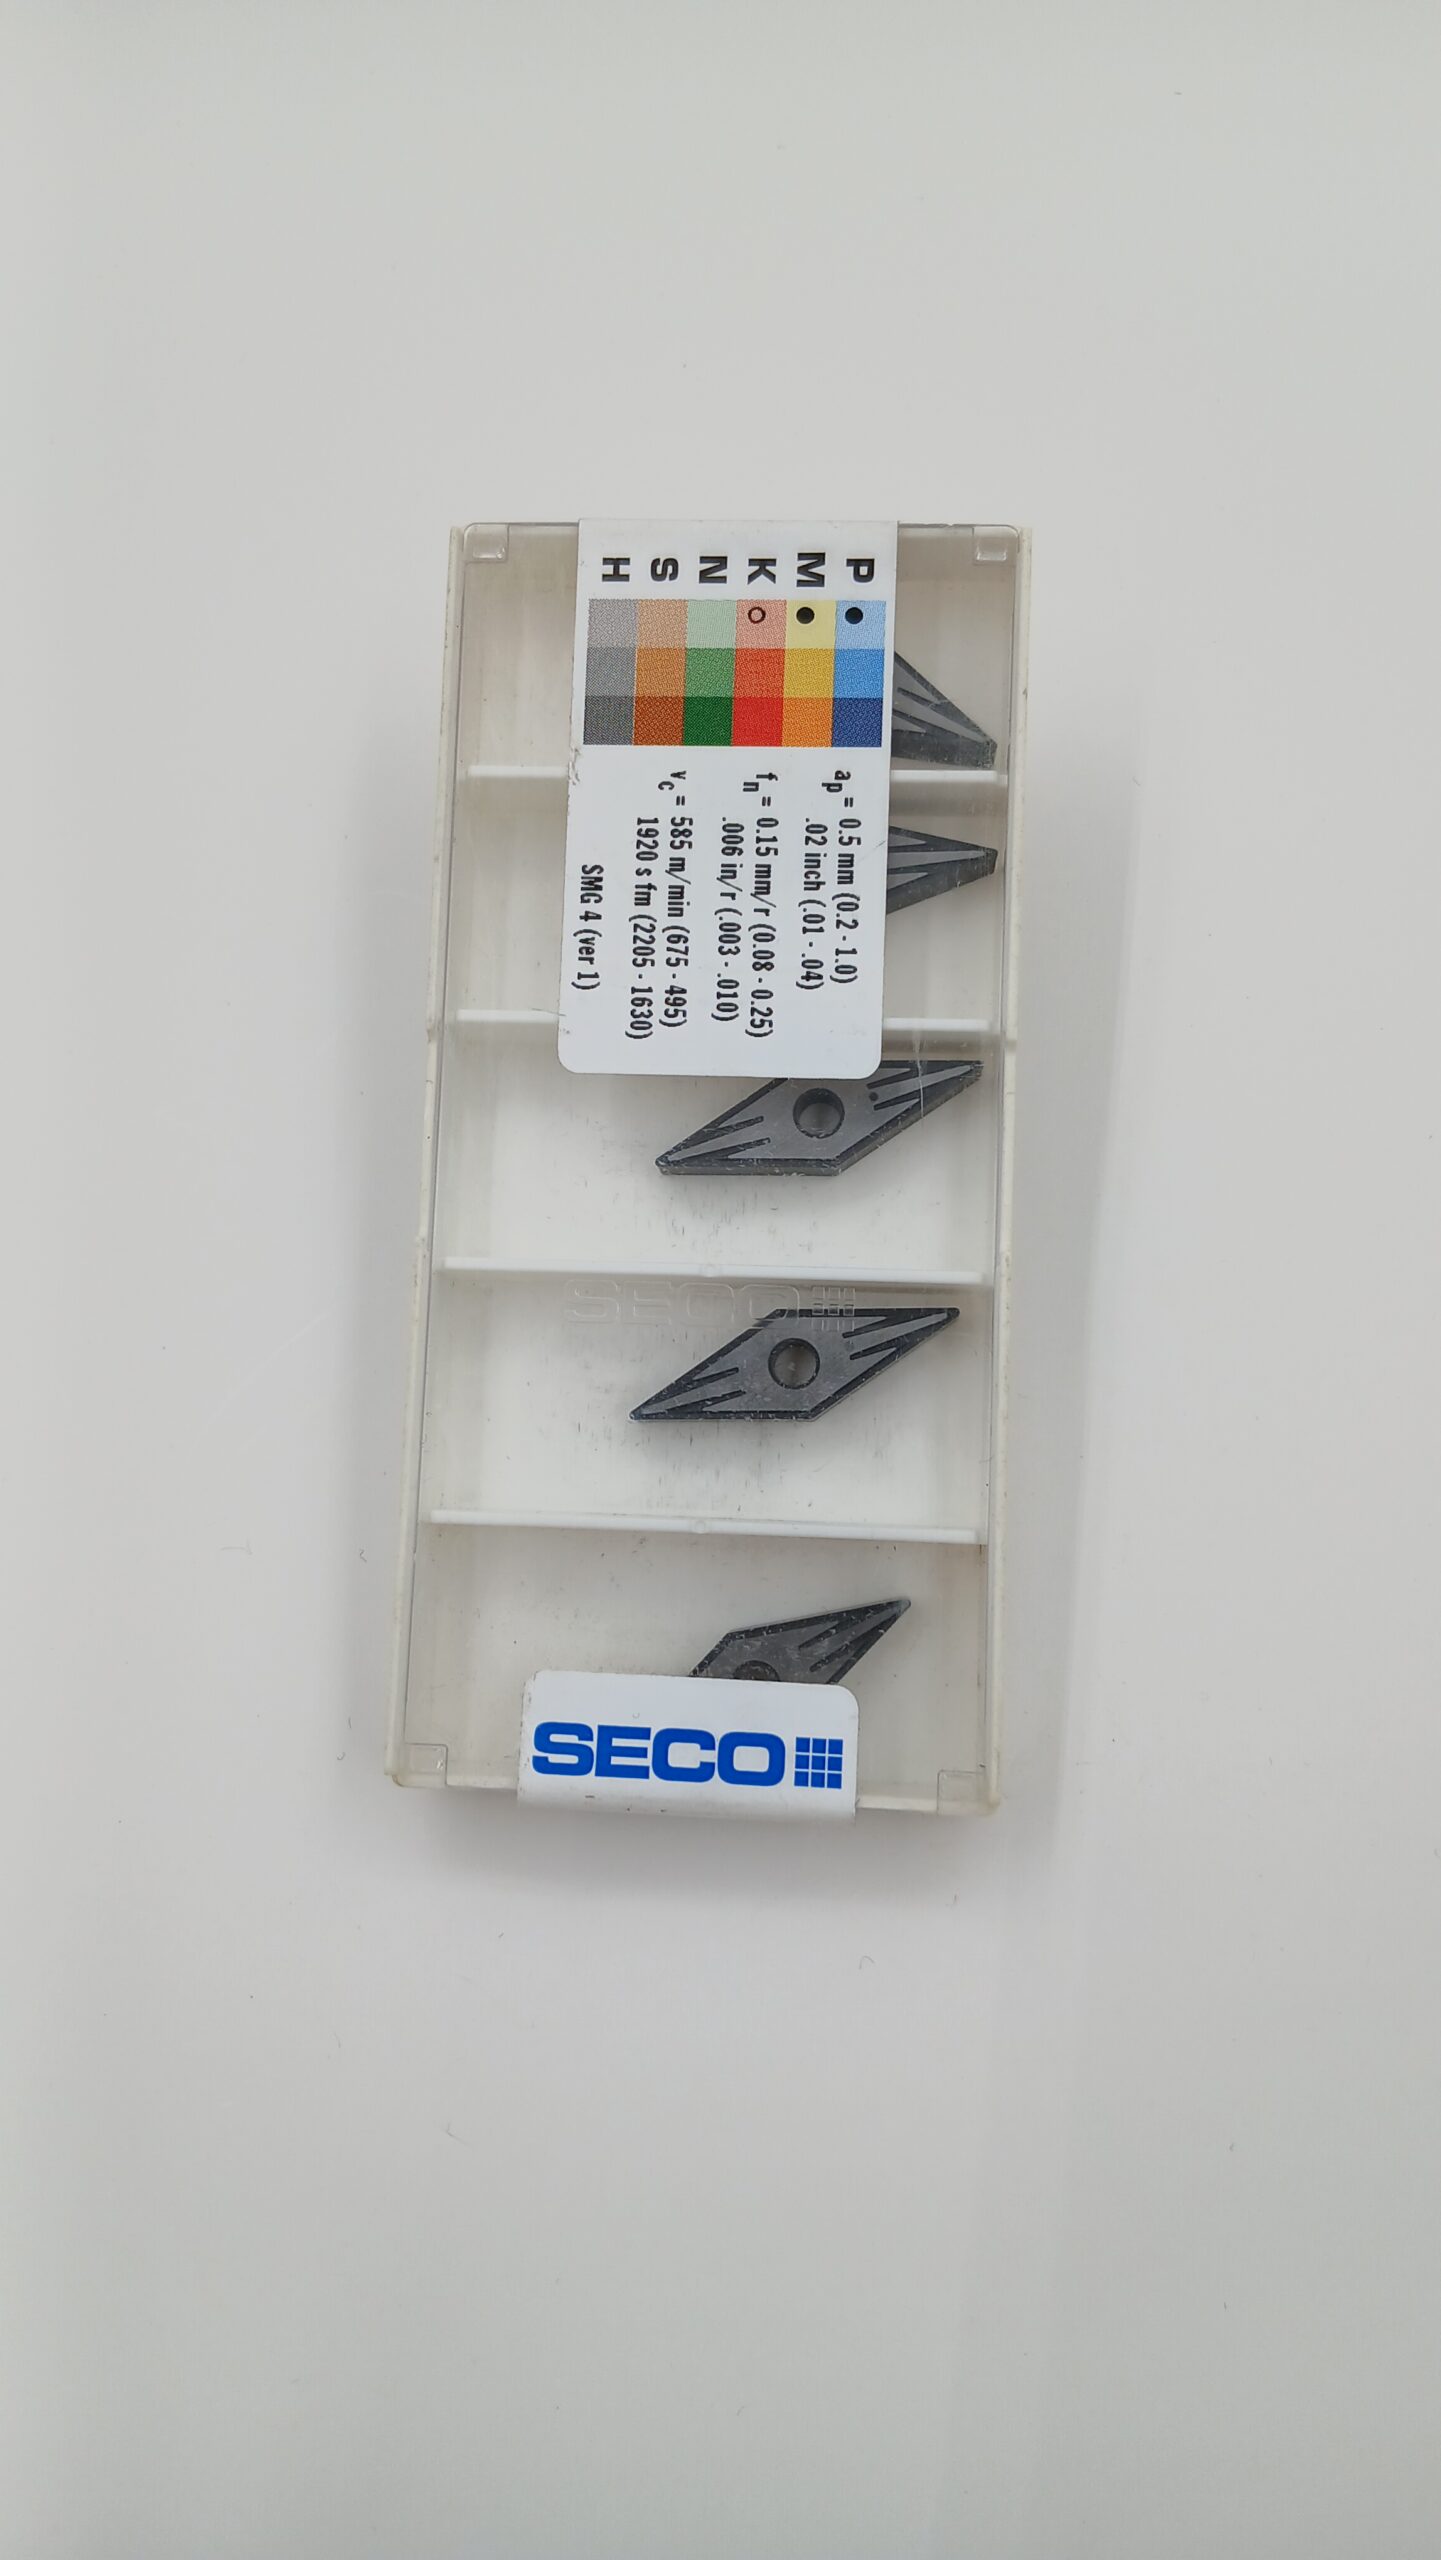 P
M
K
N
S
H
ap = 0.5 mm (0.2 - 1.0)
.02 inch (.01 - .04)
fn = 0.15 mm/r (0.08 - 0.25)
.006 in/r (.003 - .010)
vc = 585 m/min (675 - 495)
1920 s fm (2205 - 1630)
SMG 4 (ver 1)
SECO
SECO